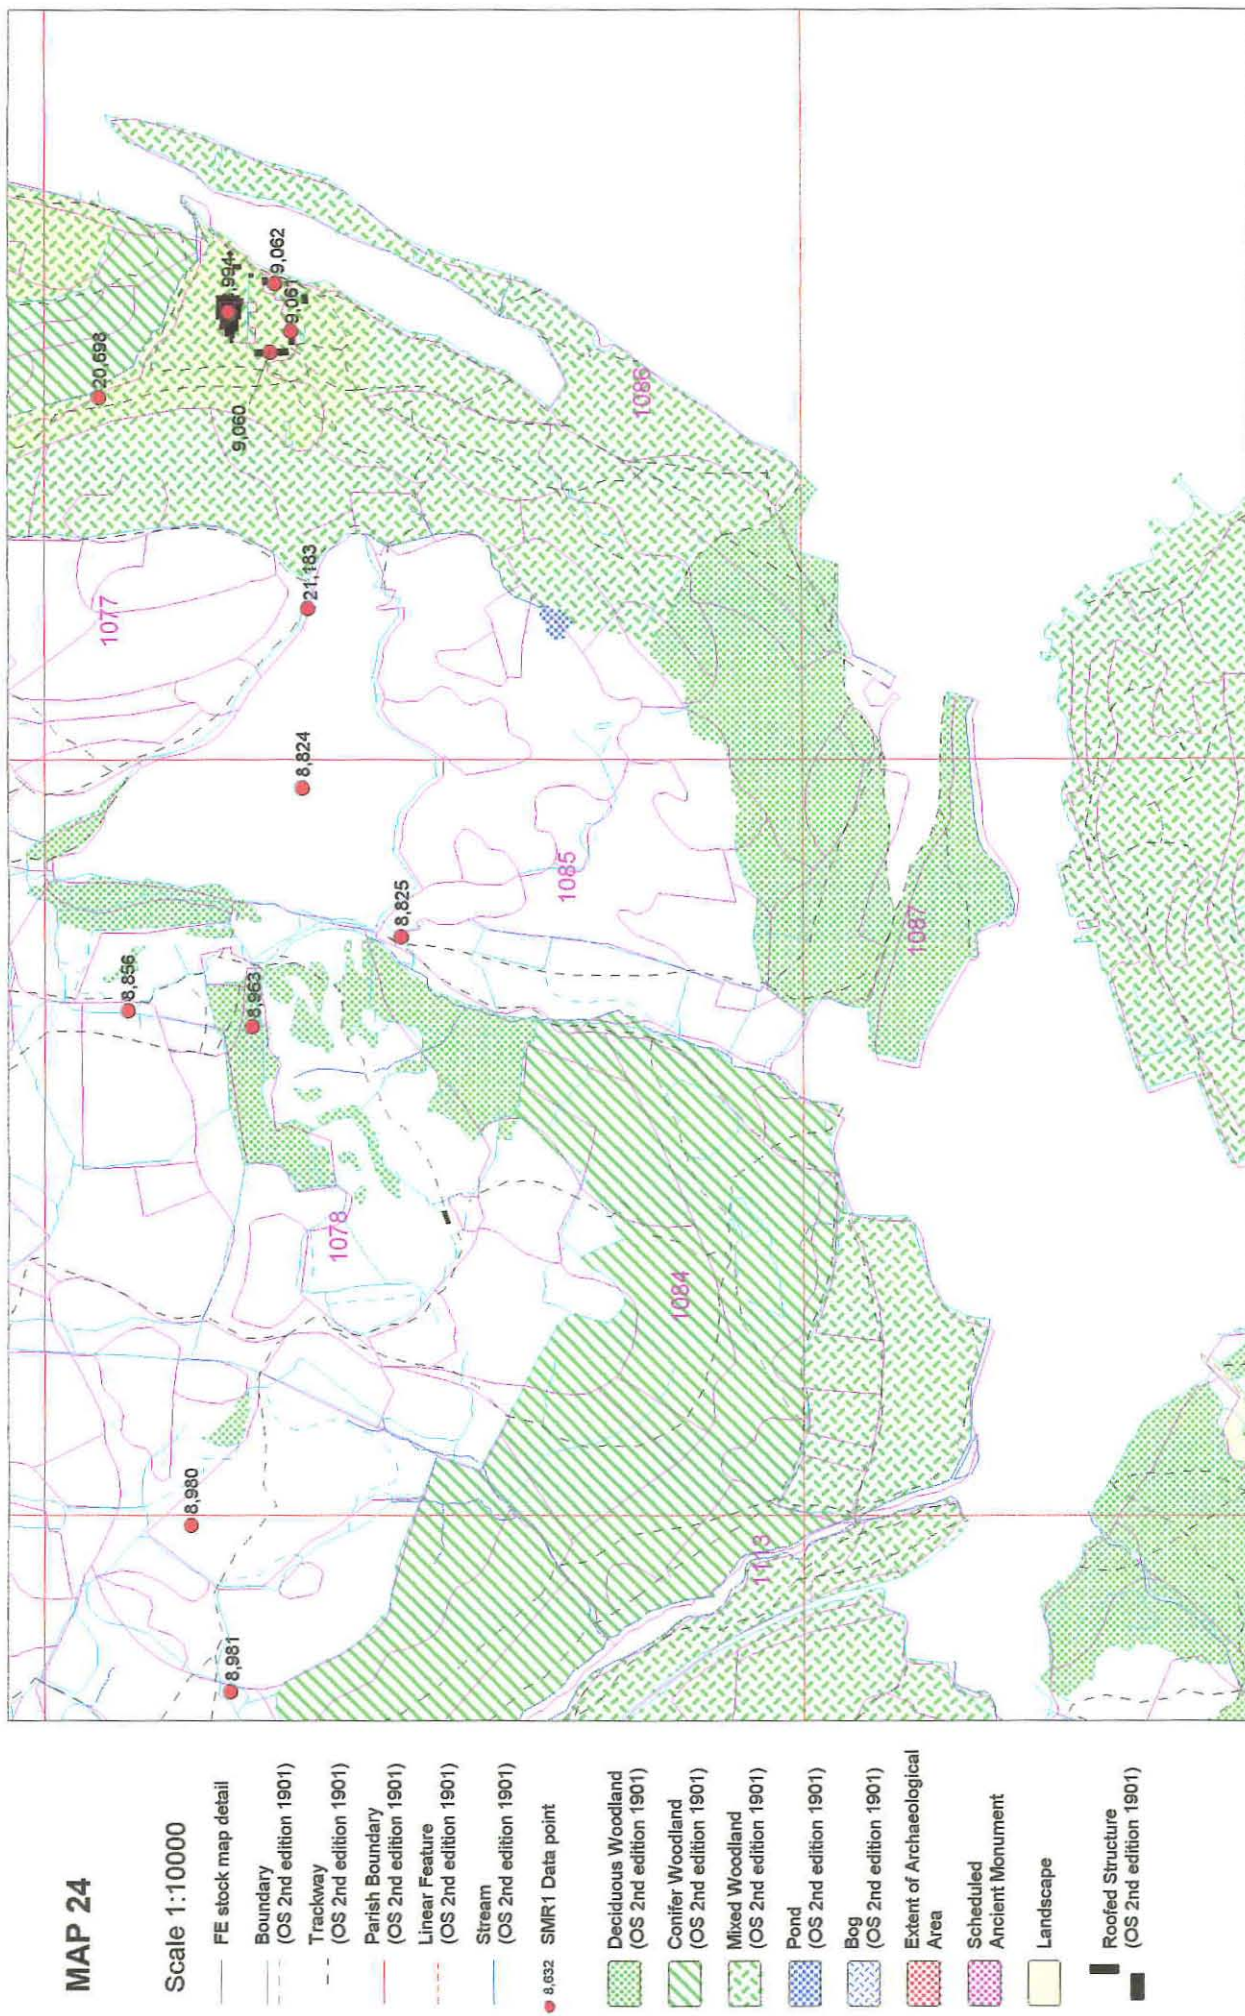 MAP 24
Scale 1:10000
FE stock map detail
Boundary
(OS 2nd edition 1901)
Trackway
(OS 2nd edition 1901)
Parish Boundary
(OS 2nd edition 1901)
Linear Feature
(OS 2nd edition 1901)
Stream
(OS 2nd edition 1901)
8,632 SMR1 Data point
Deciduous Woodland
(OS 2nd edition 1901)
Conifer Woodland
(OS 2nd edition 1901)
Mixed Woodland
(OS 2nd edition 1901)
Pond
(OS 2nd edition 1901)
Bog
(OS 2nd edition 1901)
Extent of Archaeological
Area
Scheduled
Ancient Monument
Landscape
Roofed Structure
(OS 2nd edition 1901)
20,698
,994
9,062
9,061
9,060
1077
21,183
1086
8,824
8,856
8,963
8,825
1085
1087
1078
1084
8,980
8,981
1113